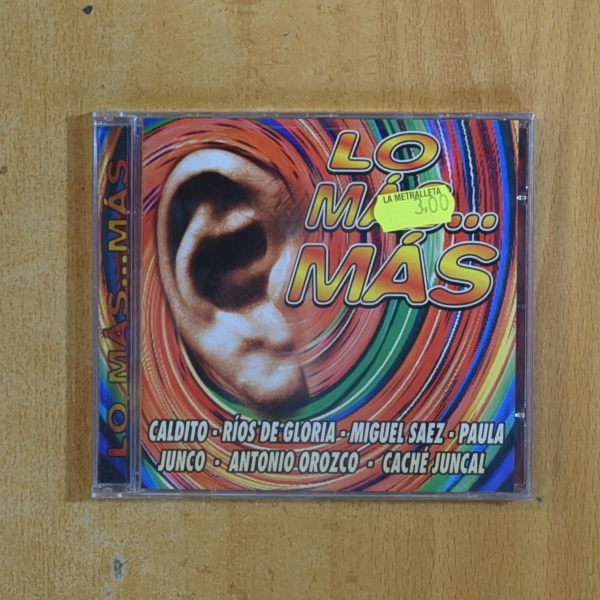 LO MÁS...MÁS
LO
MÁS...
MÁS
LA METRALLETA
3,00
CALDITO - RÍOS DE GLORIA - MIGUEL SAEZ - PAULA
JUNCO - ANTONIO OROZCO - CACHÉ JUNCAL